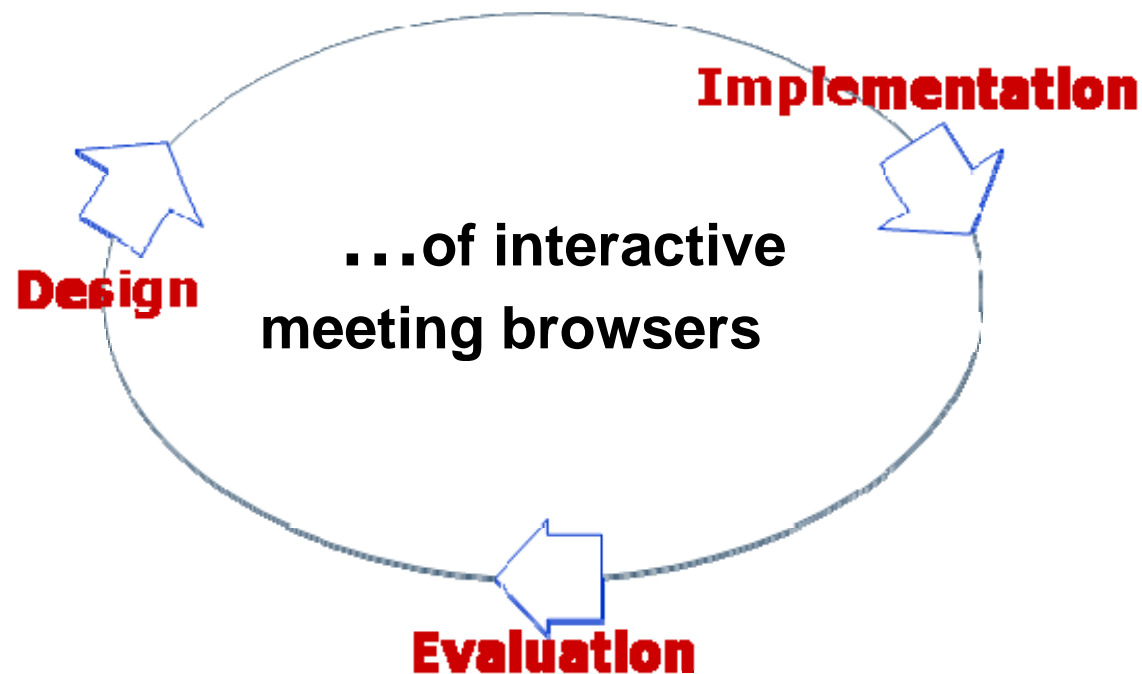 Implementation
Design
...of interactive
meeting browsers
Evaluation